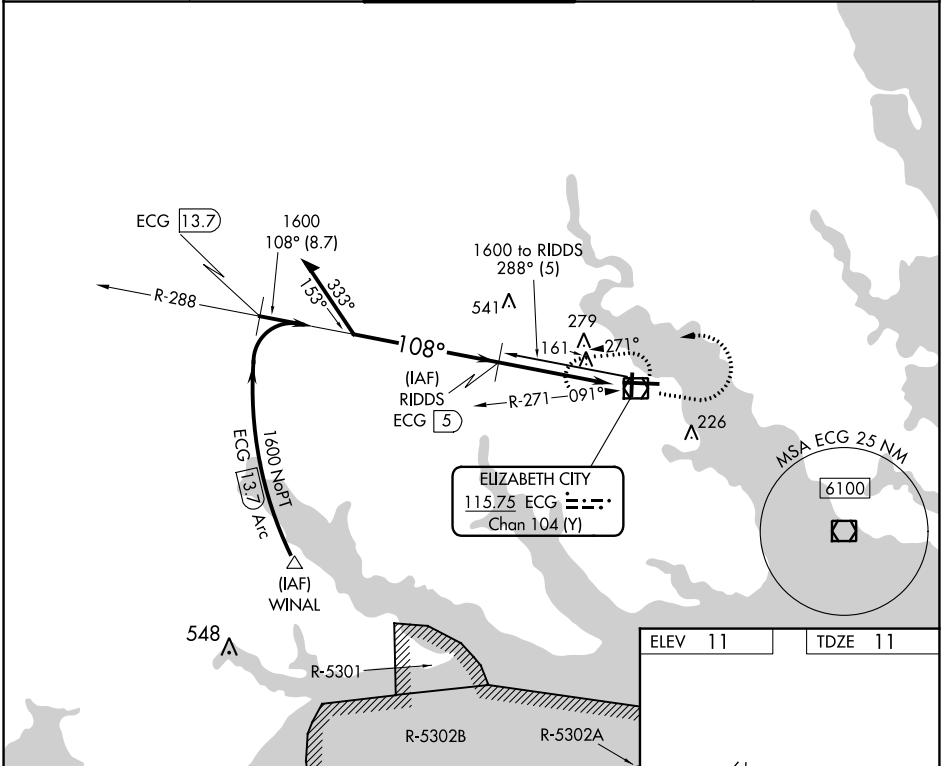 ECG 13.7
1600
108° (8.7)
R-288
333°
153°
1600 to RIDDS
288° (5)
541
279
161
271°
108°
(IAF)
RIDDS
ECG 5
R-271
091°
226
ECG 13.7 Arc
1600 NoPT
(IAF)
WINAL
ELIZABETH CITY
115.75 ECG
Chan 104 (Y)
MSA ECG 25 NM
6100
548
R-5301
R-5302B
R-5302A
ELEV 11
TDZE 11